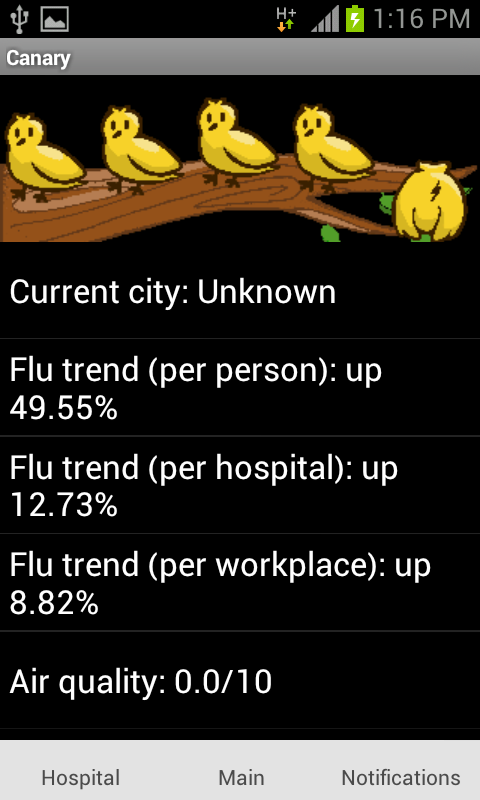 H+ 1:16 PM
Canary
Current city: Unknown
Flu trend (per person): up
49.55%
Flu trend (per hospital): up
12.73%
Flu trend (per workplace): up
8.82%
Air quality: 0.0/10
Hospital Main Notifications